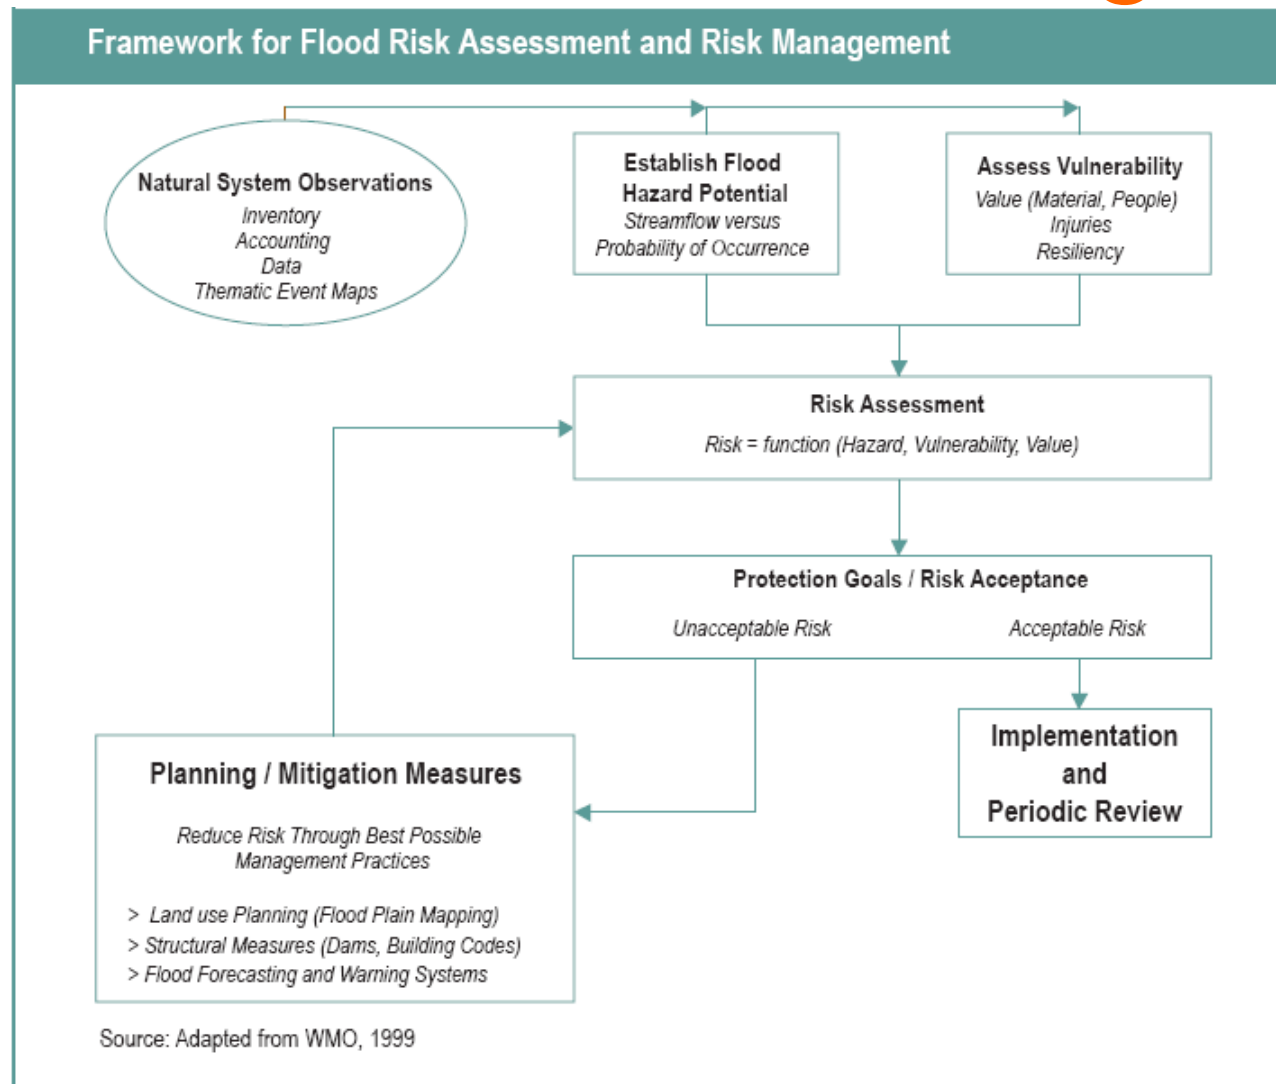 Framework for Flood Risk Assessment and Risk Management
Natural System Observations
Inventory
Accounting
Data
Thematic Event Maps
Establish Flood
Hazard Potential
Streamflow versus
Probability of Occurrence
Assess Vulnerability
Value (Material, People)
Injuries
Resiliency
Risk Assessment
Risk = function (Hazard, Vulnerability, Value)
Protection Goals / Risk Acceptance
Unacceptable Risk
Acceptable Risk
Implementation
and
Periodic Review
Planning / Mitigation Measures
Reduce Risk Through Best Possible
Management Practices
> Land use Planning (Flood Plain Mapping)
> Structural Measures (Dams, Building Codes)
> Flood Forecasting and Warning Systems
Source: Adapted from WMO, 1999